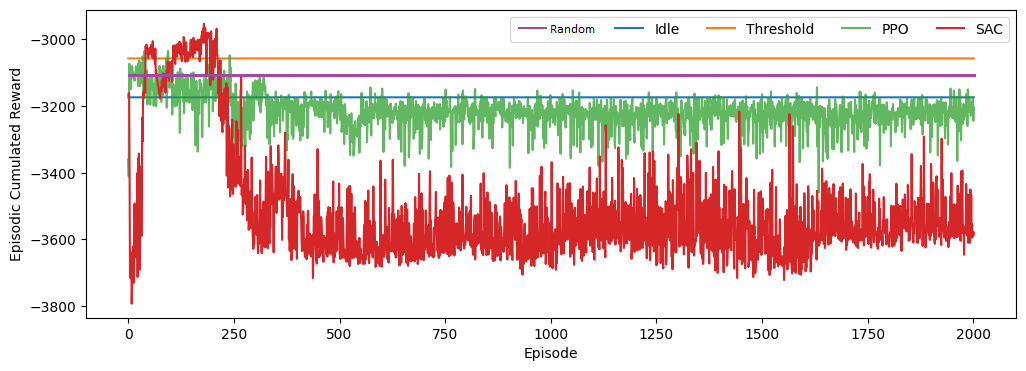 Random Idle Threshold PPO SAC
Episodic Cumulated Reward
−3000
−3200
−3400
−3600
−3800
0 250 500 750 1000 1250 1500 1750 2000
Episode